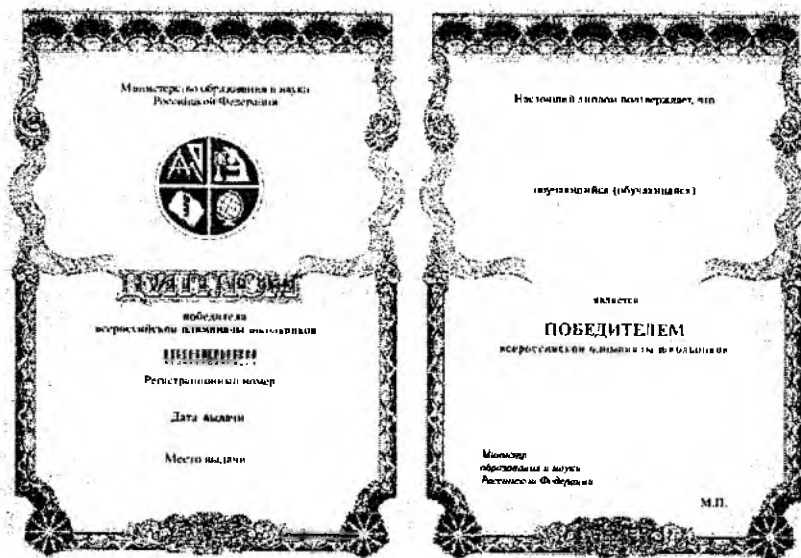 Министерство образования и науки
Российской Федерации
ДИПЛОМ
победителя
всероссийской олимпиады школьников
Регистрационный номер
Дата выдачи
Место выдачи
Настоящий диплом подтверждает, что
обучающийся (обучающаяся)
является
ПОБЕДИТЕЛЕМ
всероссийской олимпиады школьников
Министр
образования и науки
Российской Федерации
М.П.